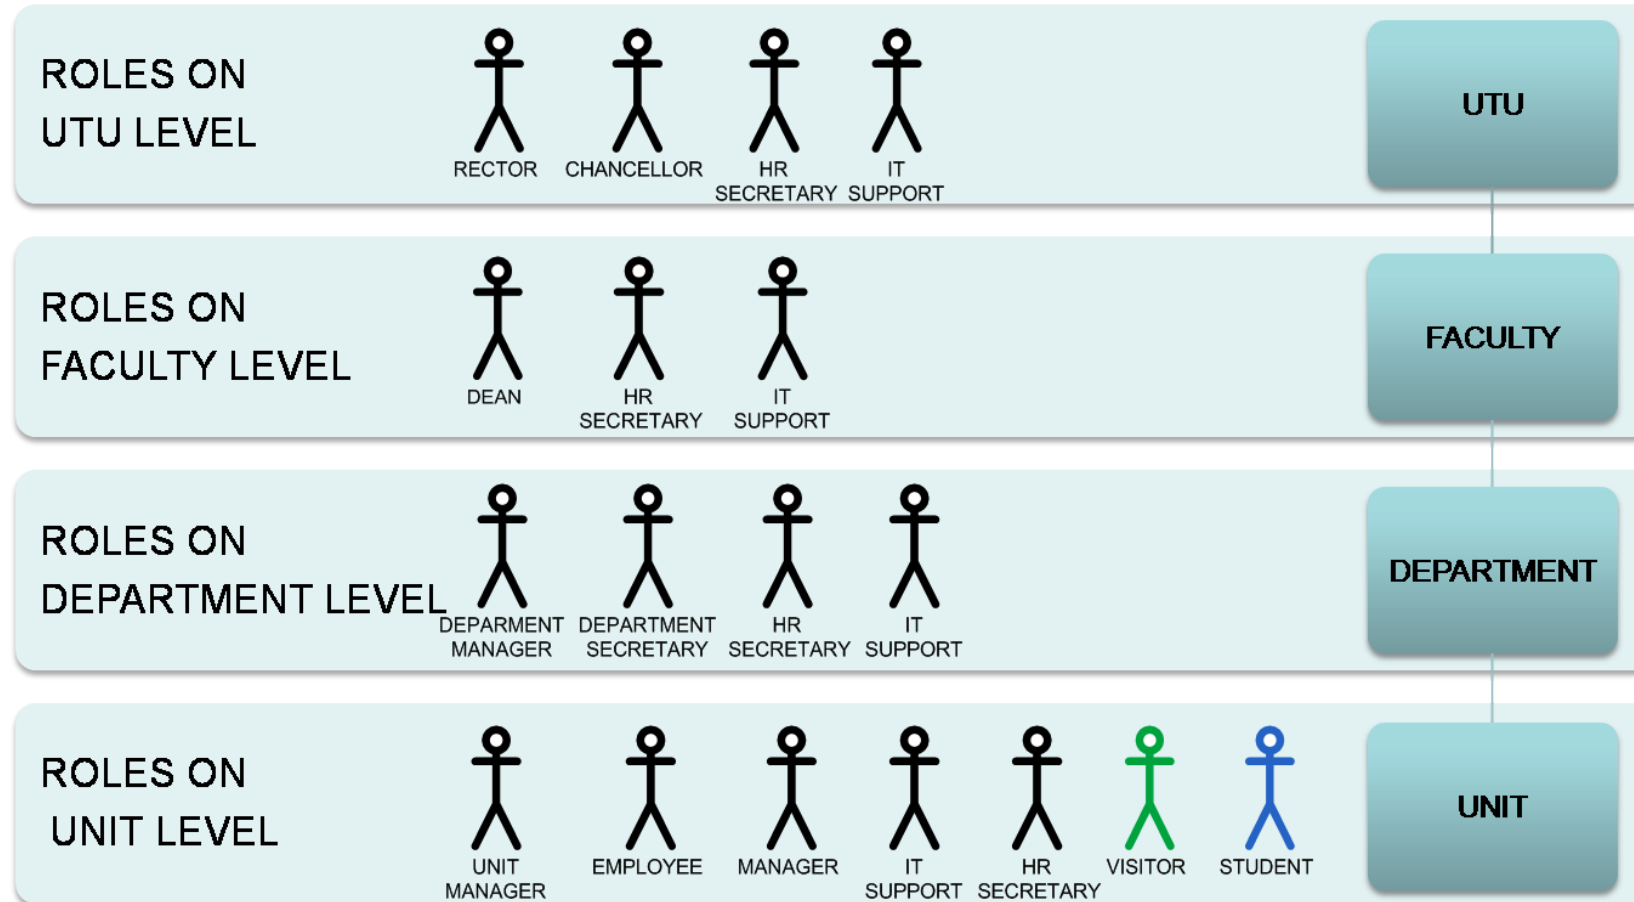 ROLES ON
UTU LEVEL
RECTOR
CHANCELLOR
HR
SECRETARY
IT
SUPPORT
UTU
ROLES ON
FACULTY LEVEL
DEAN
HR
SECRETARY
IT
SUPPORT
FACULTY
ROLES ON
DEPARTMENT LEVEL
DEPARMENT
MANAGER
DEPARTMENT
SECRETARY
HR
SECRETARY
IT
SUPPORT
DEPARTMENT
ROLES ON
UNIT LEVEL
UNIT
MANAGER
EMPLOYEE
MANAGER
IT
SUPPORT
HR
SECRETARY
VISITOR
STUDENT
UNIT